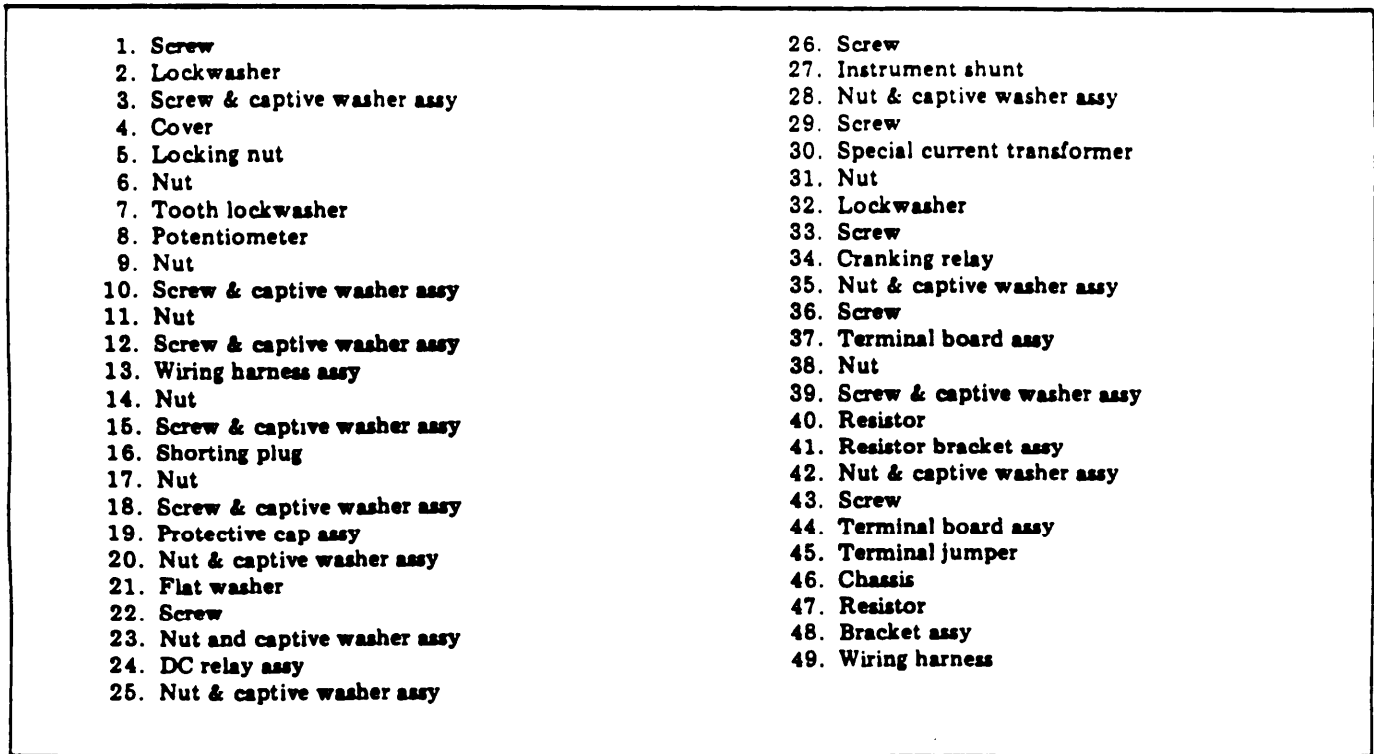 1. Screw
2. Lockwasher
3. Screw & captive washer assy
4. Cover
5. Locking nut
6. Nut
7. Tooth lockwasher
8. Potentiometer
9. Nut
10. Screw & captive washer assy
11. Nut
12. Screw & captive washer assy
13. Wiring harness assy
14. Nut
15. Screw & captive washer assy
16. Shorting plug
17. Nut
18. Screw & captive washer assy
19. Protective cap assy
20. Nut & captive washer assy
21. Flat washer
22. Screw
23. Nut and captive washer assy
24. DC relay assy
25. Nut & captive washer assy
26. Screw
27. Instrument shunt
28. Nut & captive washer assy
29. Screw
30. Special current transformer
31. Nut
32. Lockwasher
33. Screw
34. Cranking relay
35. Nut & captive washer assy
36. Screw
37. Terminal board assy
38. Nut
39. Screw & captive washer assy
40. Resistor
41. Resistor bracket assy
42. Nut & captive washer assy
43. Screw
44. Terminal board assy
45. Terminal jumper
46. Chassis
47. Resistor
48. Bracket assy
49. Wiring harness